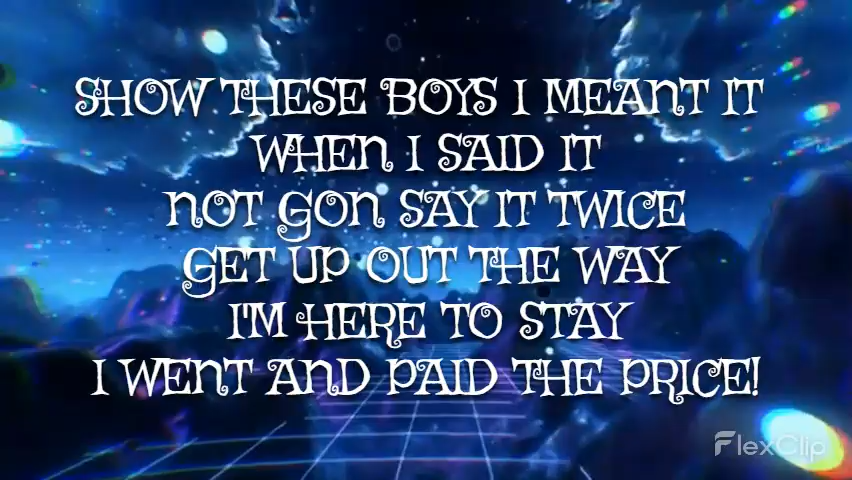 SHOW THESE BOYS I MEANT IT
WHEN I SAID IT
NOT GON SAY IT TWICE
GET UP OUT THE WAY
I'M HERE TO STAY
I WENT AND PAID THE PRICE!
FlexClip